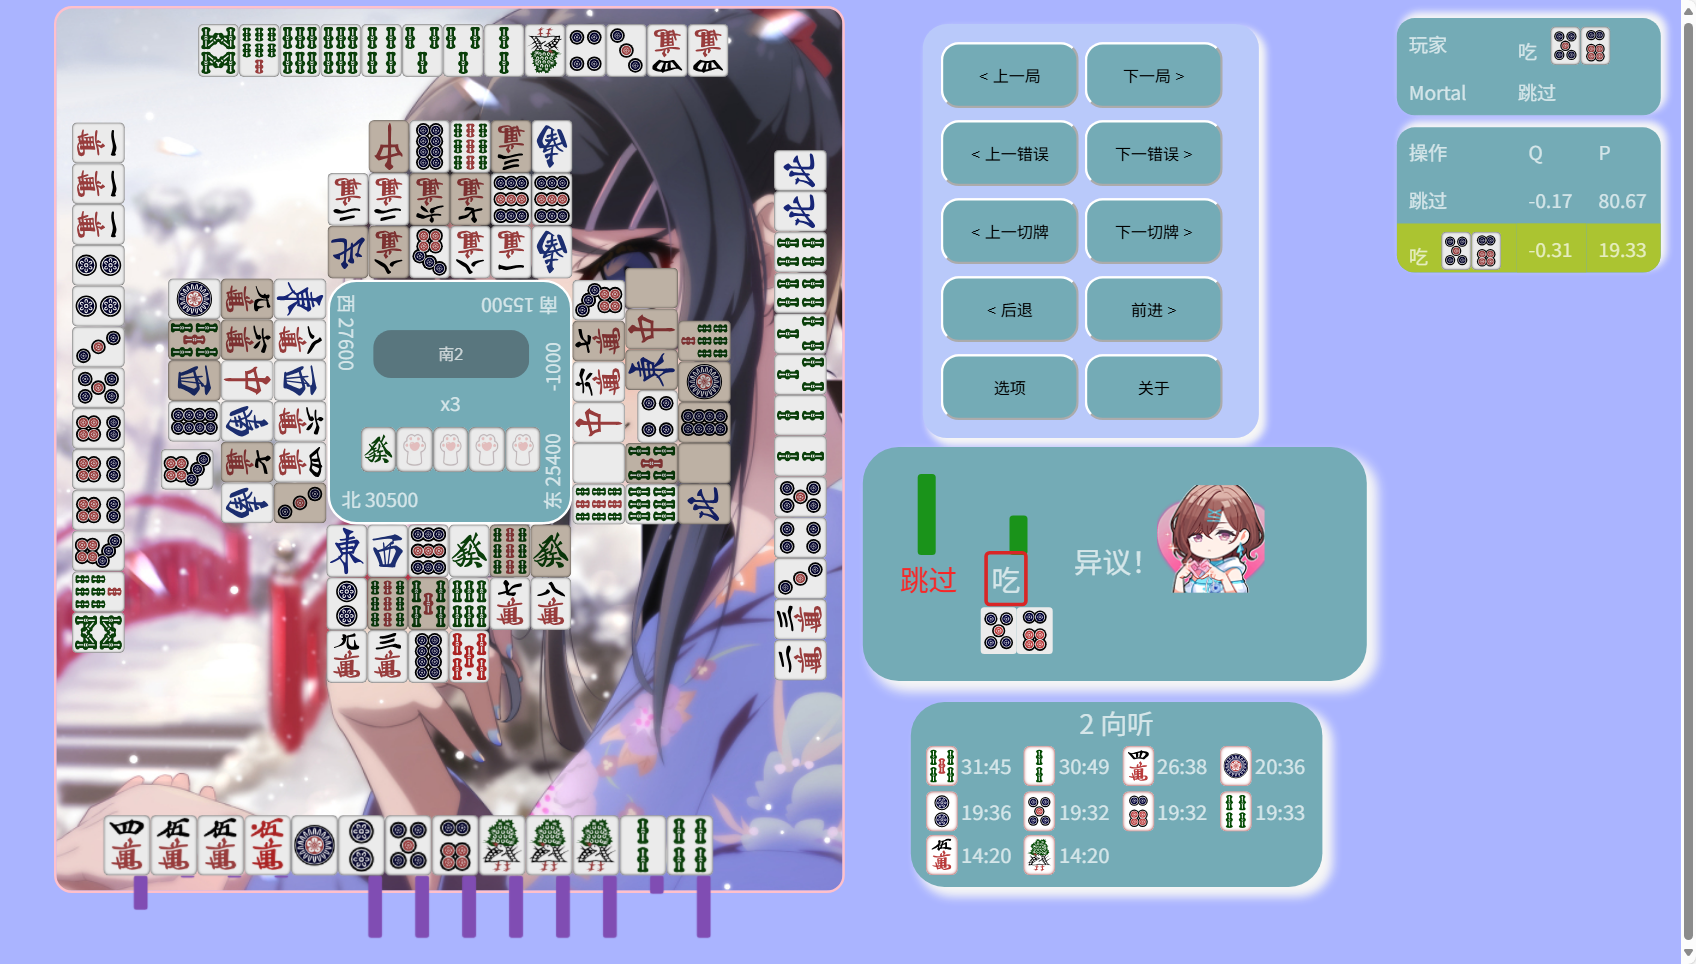 < 上一局
下一局 >
< 上一错误
下一错误 >
< 上一切牌
下一切牌 >
< 后退
前进 >
选项
关于
玩家
吃
Mortal
跳过
操作
Q
P
跳过
-0.17
80.67
吃
-0.31
19.33
西 27600
南 15500
-1000
南2
x3
东 25400
北 30500
跳过
吃
异议!
2 向听
31:45
30:49
26:38
20:36
19:36
19:32
19:32
19:33
14:20
14:20